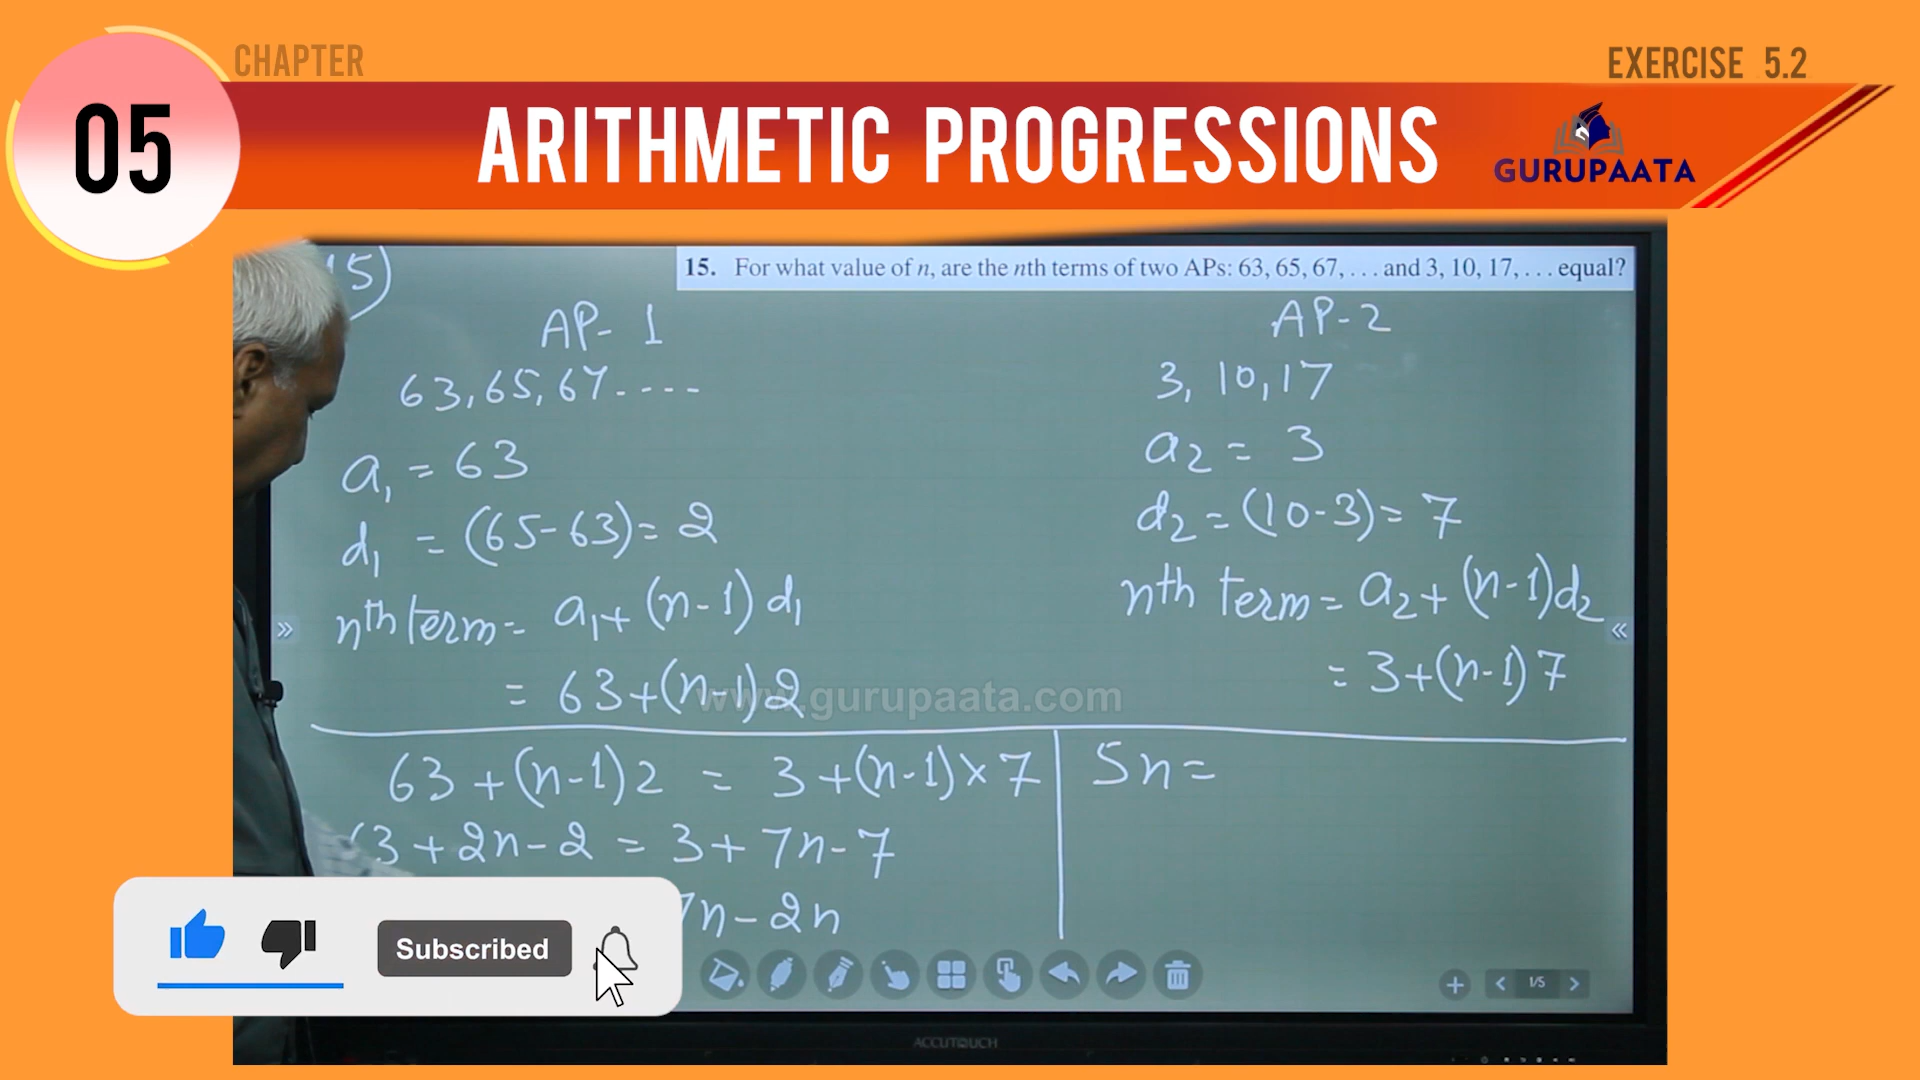 CHAPTER
EXERCISE 5.2
05
ARITHMETIC PROGRESSIONS
GURUPAATA
15)
15. For what value of n, are the nth terms of two APs: 63, 65, 67, . . . and 3, 10, 17, . . . equal?
AP- 1
63, 65, 67 - - - -
a₁ = 63
d₁ = (65-63) = 2
nth term = a₁ + (n-1) d₁
= 63 + (n-1) 2
AP-2
3, 10, 17
a₂ = 3
d₂ = (10-3) = 7
nth term = a₂ + (n-1) d₂
= 3 + (n-1) 7
www.gurupaata.com
63 + (n-1) 2 = 3 + (n-1) × 7
63 + 2n - 2 = 3 + 7n - 7
7n - 2n
5n =
Subscribed
1/5
ACCUTOUCH